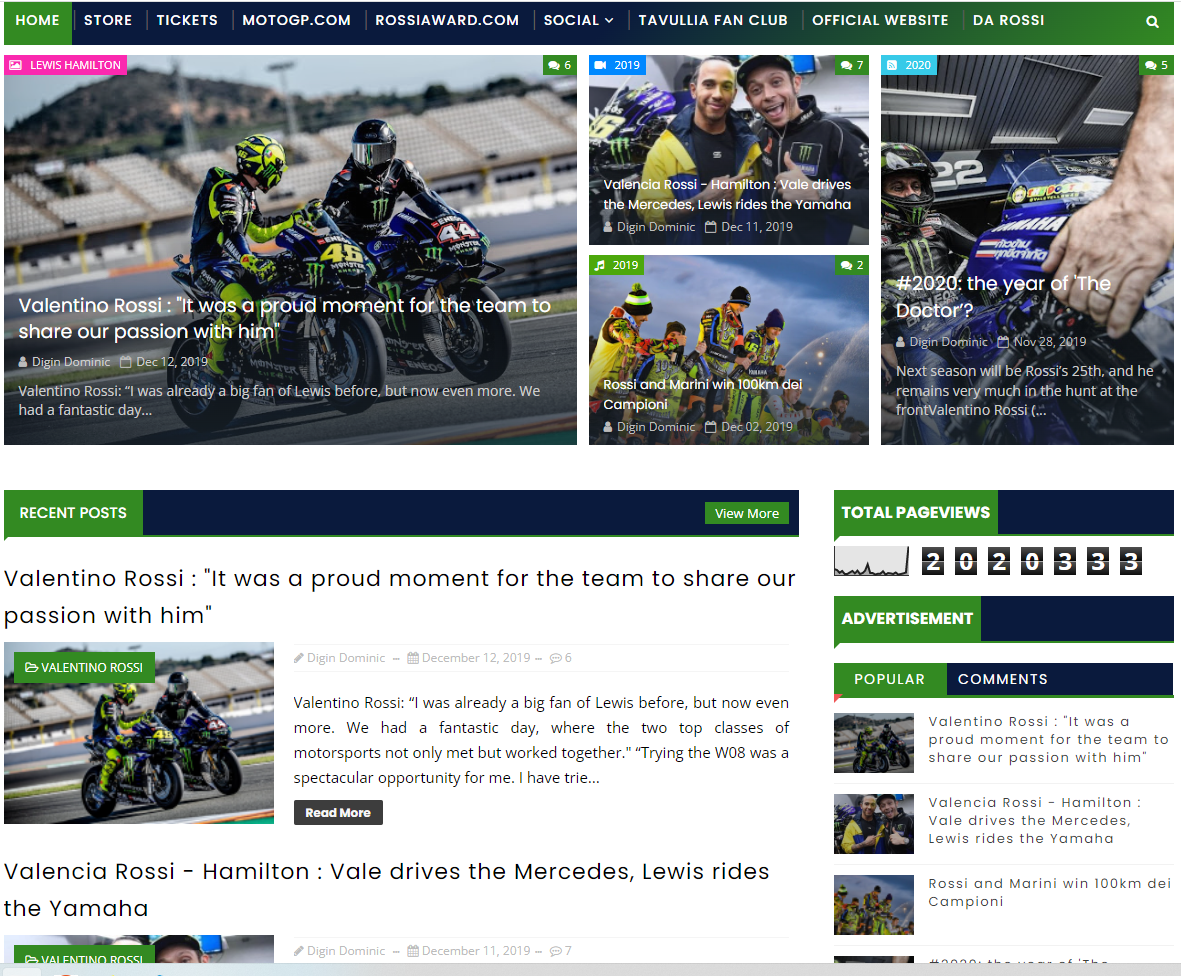 HOME STORE TICKETS MOTOGP.COM ROSSIAWARD.COM SOCIAL TAVULLIA FAN CLUB OFFICIAL WEBSITE DA ROSSI
LEWIS HAMILTON 6
46
44
Valentino Rossi : "It was a proud moment for the team to
share our passion with him"
Digin Dominic Dec 12, 2019
Valentino Rossi: “I was already a big fan of Lewis before, but now even more. We
had a fantastic day...
2019 7
Valencia Rossi - Hamilton : Vale drives
the Mercedes, Lewis rides the Yamaha
Digin Dominic Dec 11, 2019
2019 2
Rossi and Marini win 100km dei
Campioni
Digin Dominic Dec 02, 2019
2020 5
22
YAMAHA
#2020: the year of 'The
Doctor'?
Digin Dominic Nov 28, 2019
Next season will be Rossi’s 25th, and he
remains very much in the hunt at the
frontValentino Rossi (...
RECENT POSTS View More
Valentino Rossi : "It was a proud moment for the team to share our
passion with him"
VALENTINO ROSSI
Digin Dominic – December 12, 2019 – 6
Valentino Rossi: “I was already a big fan of Lewis before, but now even
more. We had a fantastic day, where the two top classes of
motorsports not only met but worked together." “Trying the W08 was a
spectacular opportunity for me. I have trie...
Read More
Valencia Rossi - Hamilton : Vale drives the Mercedes, Lewis rides
the Yamaha
VALENTINO ROSSI
Digin Dominic – December 11, 2019 – 7
TOTAL PAGEVIEWS
2020333
ADVERTISEMENT
POPULAR COMMENTS
Valentino Rossi : "It was a
proud moment for the team to
share our passion with him"
Valencia Rossi - Hamilton :
Vale drives the Mercedes,
Lewis rides the Yamaha
Rossi and Marini win 100km dei
Campioni
#2020: the year of 'The